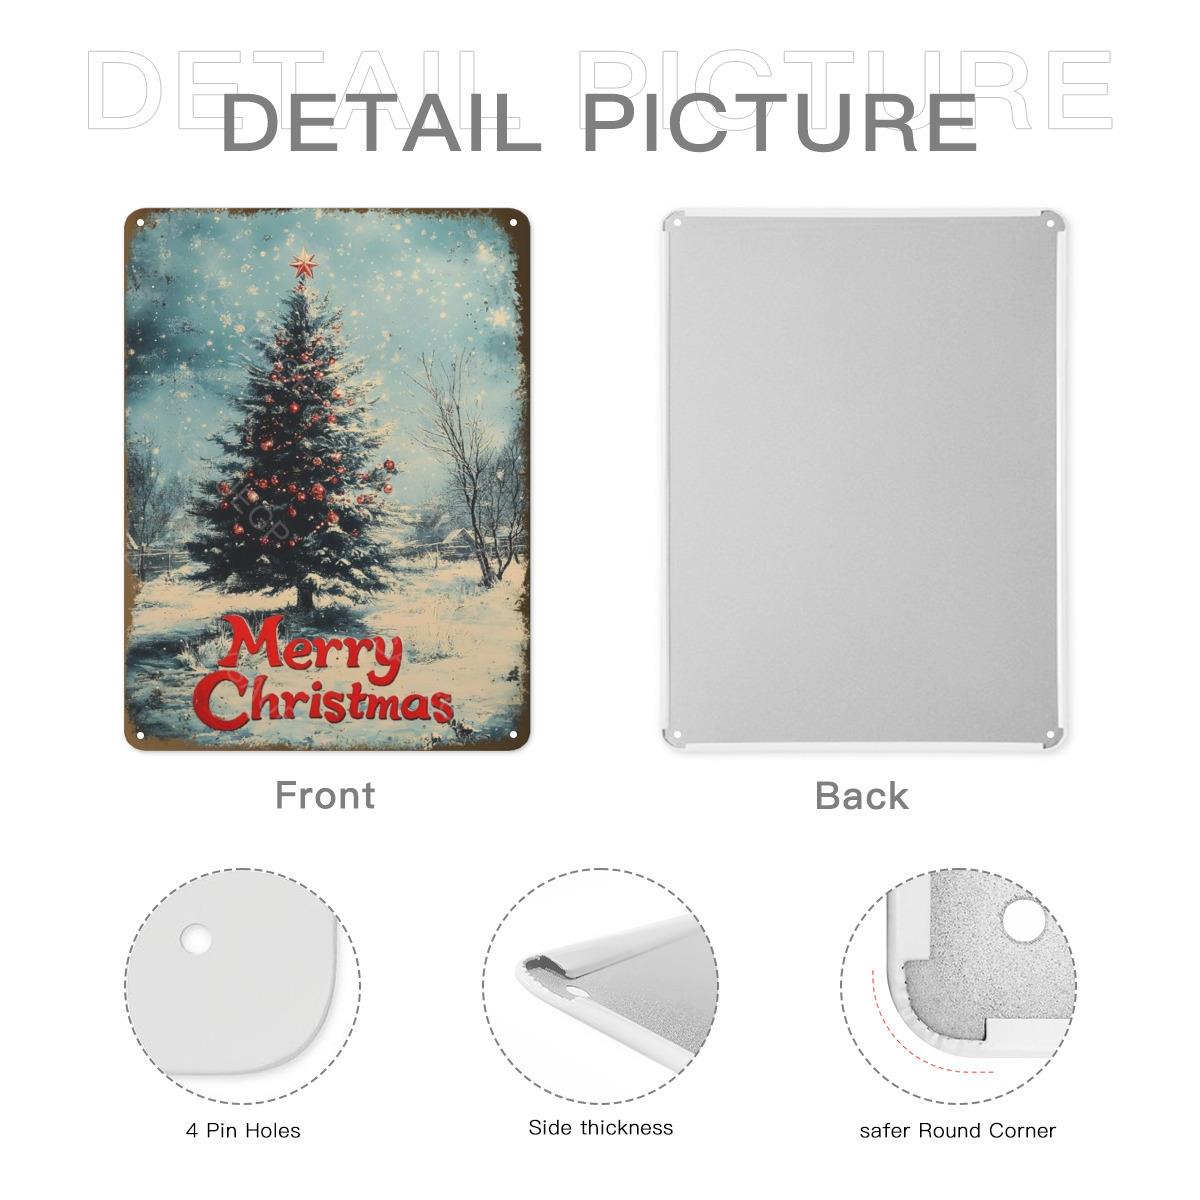 DETAIL PICTURE
DETAIL PICTURE
Merry
Christmas
Front
Back
4 Pin Holes
Side thickness
safer Round Corner